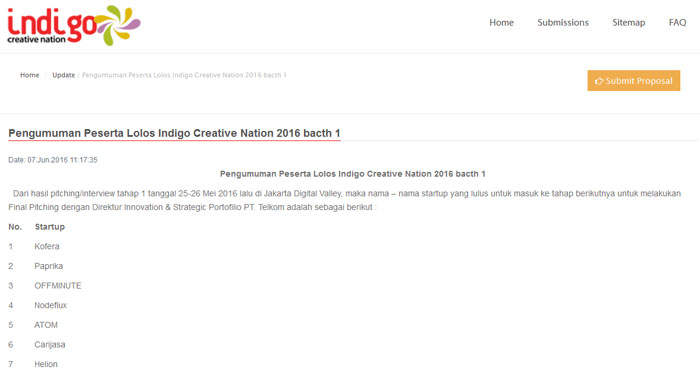 indi go
creative nation
Home Submissions Sitemap FAQ
Home / Update / Pengumuman Peserta Lolos Indigo Creative Nation 2016 bacth 1
Submit Proposal
Pengumuman Peserta Lolos Indigo Creative Nation 2016 bacth 1
Date: 07.Jun.2016 11:17:35
Pengumuman Peserta Lolos Indigo Creative Nation 2016 bacth 1
Dari hasil pitching/interview tahap 1 tanggal 25-26 Mei 2016 lalu di Jakarta Digital Valley, maka nama – nama startup yang lulus untuk masuk ke tahap berikutnya untuk melakukan
Final Pitching dengan Direktur Innovation & Strategic Portofilio PT. Telkom adalah sebagai berikut :
No. Startup
1 Kofera
2 Paprika
3 OFFMINUTE
4 Nodeflux
5 ATOM
6 Carijasa
7 Helion